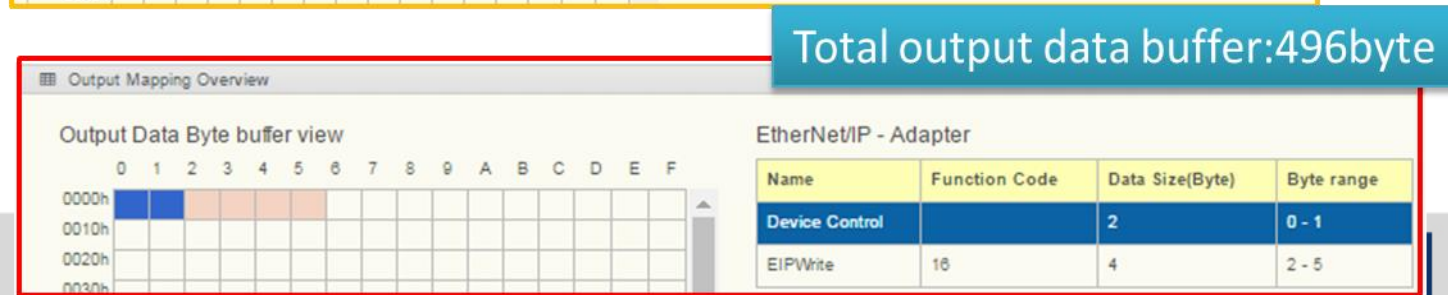 Total output data buffer:496byte
Output Mapping Overview
Output Data Byte buffer view
0 1 2 3 4 5 6 7 8 9 A B C D E F
0000h
0010h
0020h
0030h
EtherNet/IP - Adapter
Name Function Code Data Size(Byte) Byte range
Device Control 2 0 - 1
EIPWrite 16 4 2 - 5